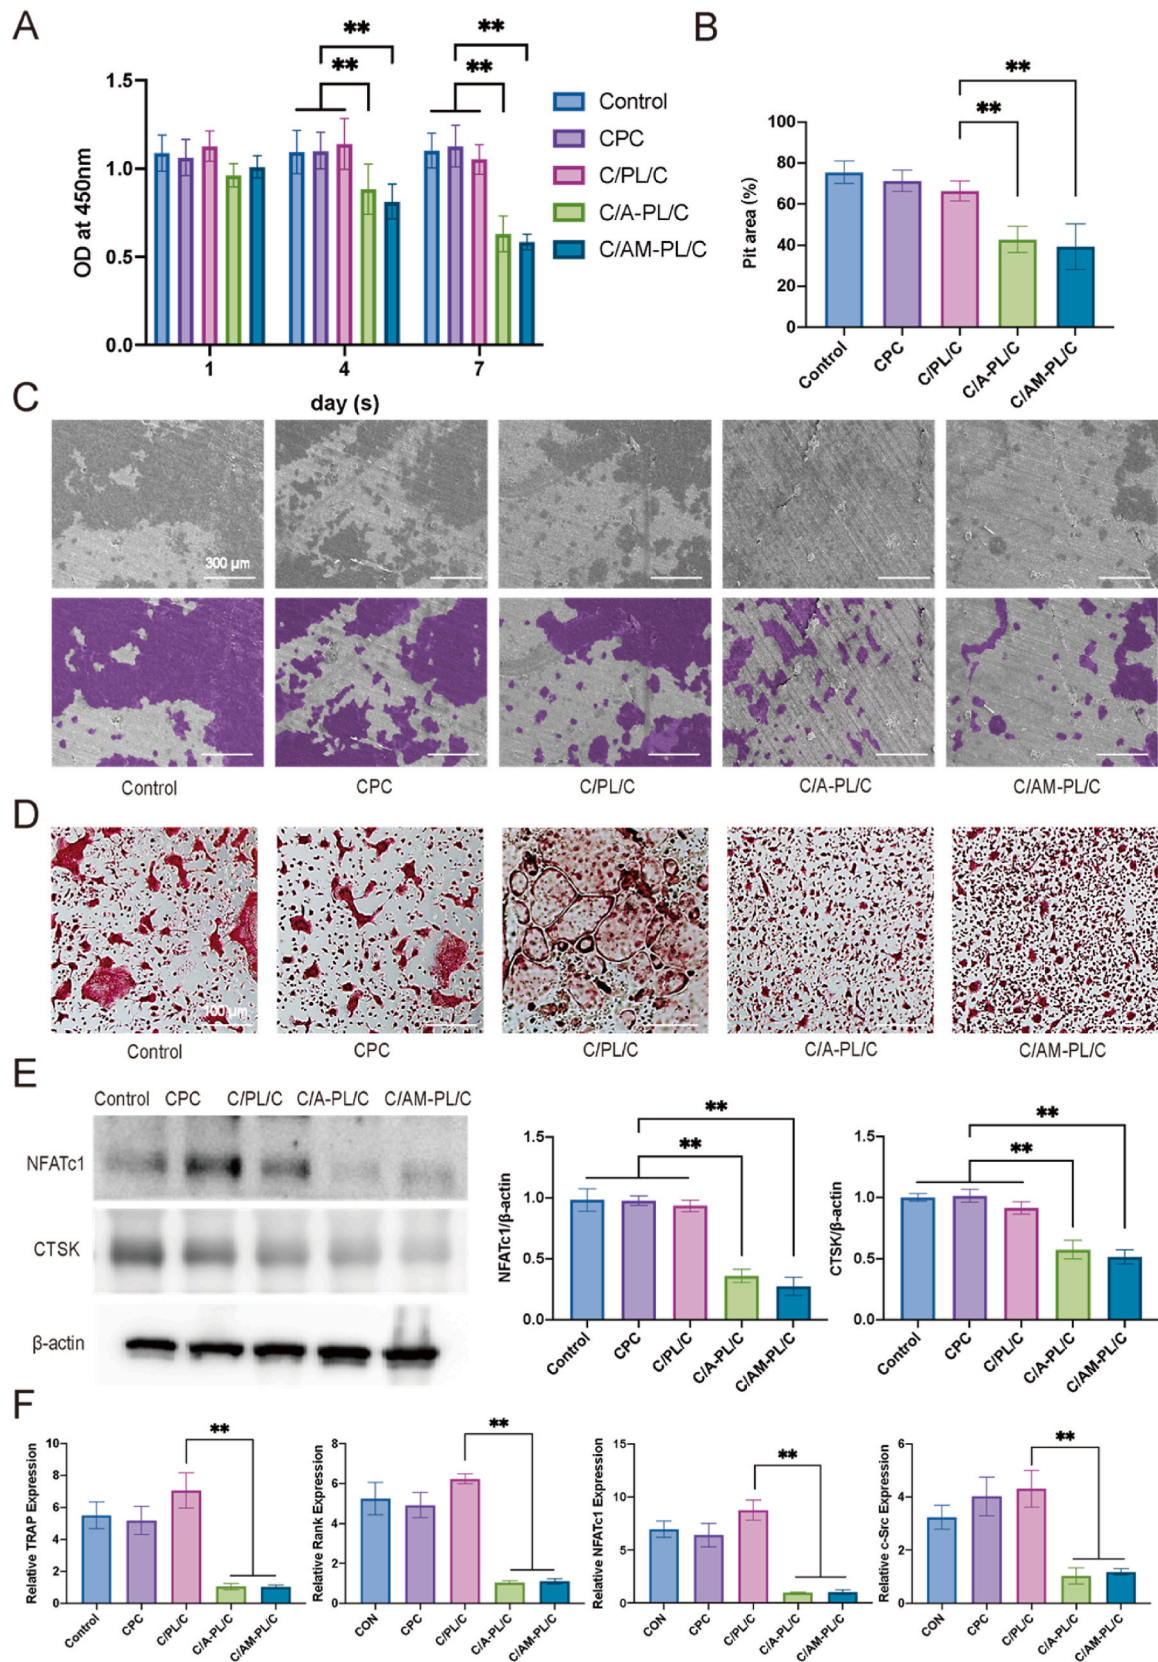 A
OD at 450nm
1.5
1.0
0.5
0.0
1
4
7
day (s)
**
**
**
**
Control
CPC
C/PL/C
C/A-PL/C
C/AM-PL/C
B
Pit area (%)
100
80
60
40
20
0
**
**
Control
CPC
C/PL/C
C/A-PL/C
C/AM-PL/C
C
300 μm
Control
CPC
C/PL/C
C/A-PL/C
C/AM-PL/C
D
100 μm
Control
CPC
C/PL/C
C/A-PL/C
C/AM-PL/C
E
Control CPC C/PL/C C/A-PL/C C/AM-PL/C
NFATc1
CTSK
β-actin
NFATc1/β-actin
1.5
1.0
0.5
0.0
**
**
Control
CPC
C/PL/C
C/A-PL/C
C/AM-PL/C
CTSK/β-actin
1.5
1.0
0.5
0.0
**
**
Control
CPC
C/PL/C
C/A-PL/C
C/AM-PL/C
F
Relative TRAP Expression
10
8
6
4
2
0
**
Control
CPC
C/PL/C
C/A-PL/C
C/AM-PL/C
Relative Rank Expression
8
6
4
2
0
**
CON
CPC
C/PL/C
C/A-PL/C
C/AM-PL/C
Relative NFATc1 Expression
15
10
5
0
**
CON
CPC
C/PL/C
C/A-PL/C
C/AM-PL/C
Relative c-Src Expression
6
4
2
0
**
CON
CPC
C/PL/C
C/A-PL/C
C/AM-PL/C